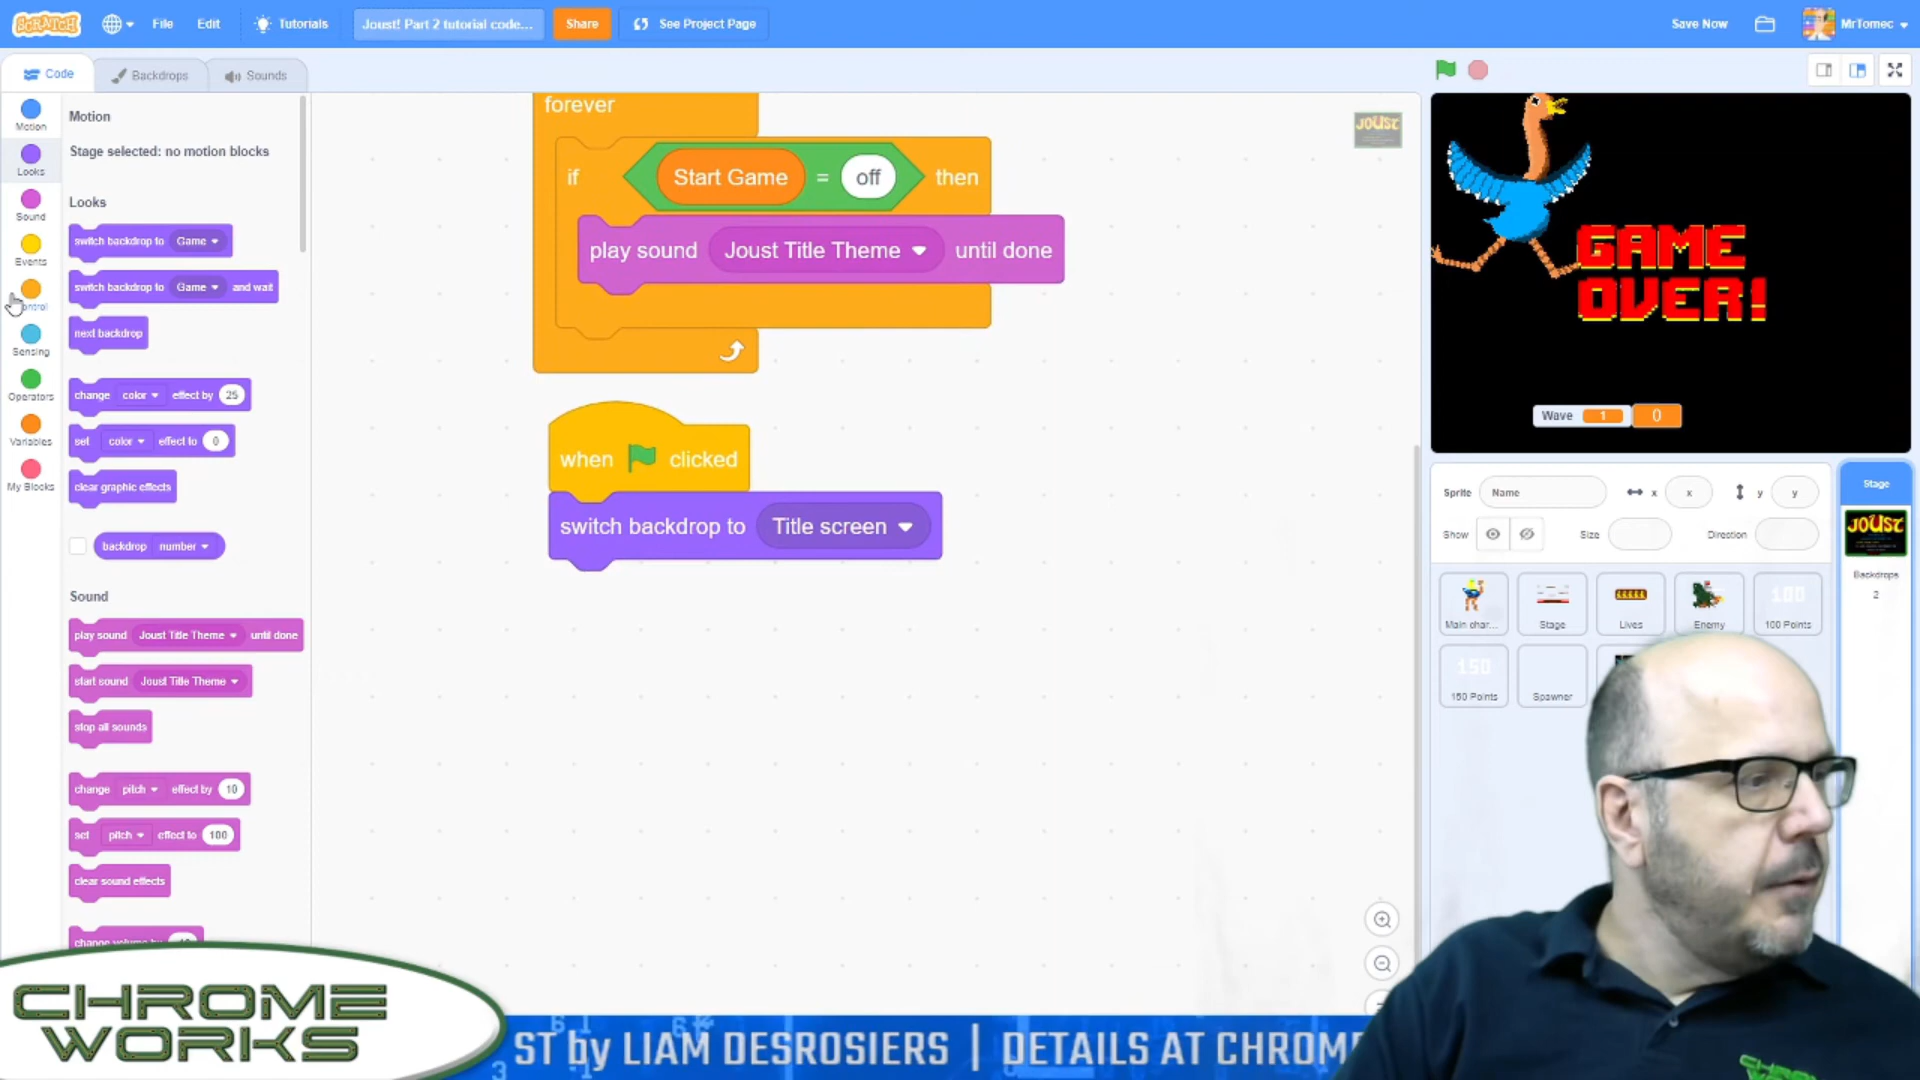 SCRATCH
File
Edit
Tutorials
Joust! Part 2 tutorial code...
Share
See Project Page
Save Now
MrTomec
Code
Backdrops
Sounds
Motion
Looks
Sound
Events
Control
Sensing
Operators
Variables
My Blocks
Motion
Stage selected: no motion blocks
Looks
switch backdrop to Game
switch backdrop to Game and wait
next backdrop
change color effect by 25
set color effect to 0
clear graphic effects
backdrop number
Sound
play sound Joust Title Theme until done
start sound Joust Title Theme
stop all sounds
change pitch effect by 10
set pitch effect to 100
clear sound effects
change volume by
forever
if Start Game = off then
play sound Joust Title Theme until done
when clicked
switch backdrop to Title screen
JOUST
GAME
OVER!
Wave 1 0
Sprite Name x x y y
Show Size Direction
Stage
JOUST
Backdrops
2
Main char...
Stage
Lives
Enemy
100
100 Points
150
150 Points
Spawner
CHROME
WORKS
ST by LIAM DESROSIERS | DETAILS AT CHROM